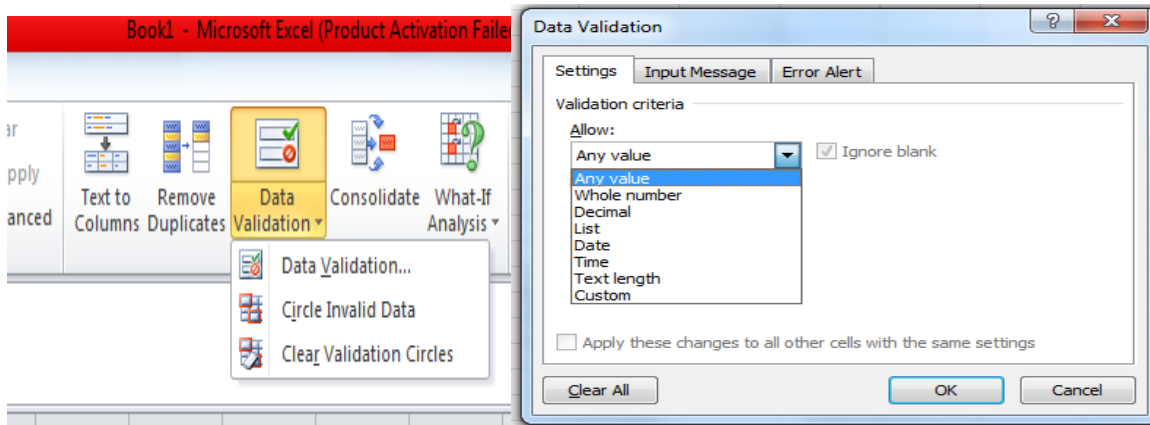 Book1 - Microsoft Excel (Product Activation Faile
ar
pply
anced
Text to
Columns
Remove
Duplicates
Data
Validation
Consolidate
What-If
Analysis
Data Validation...
Circle Invalid Data
Clear Validation Circles
Data Validation
Settings
Input Message
Error Alert
Validation criteria
Allow:
Any value
Ignore blank
Any value
Whole number
Decimal
List
Date
Time
Text length
Custom
Apply these changes to all other cells with the same settings
Clear All
OK
Cancel